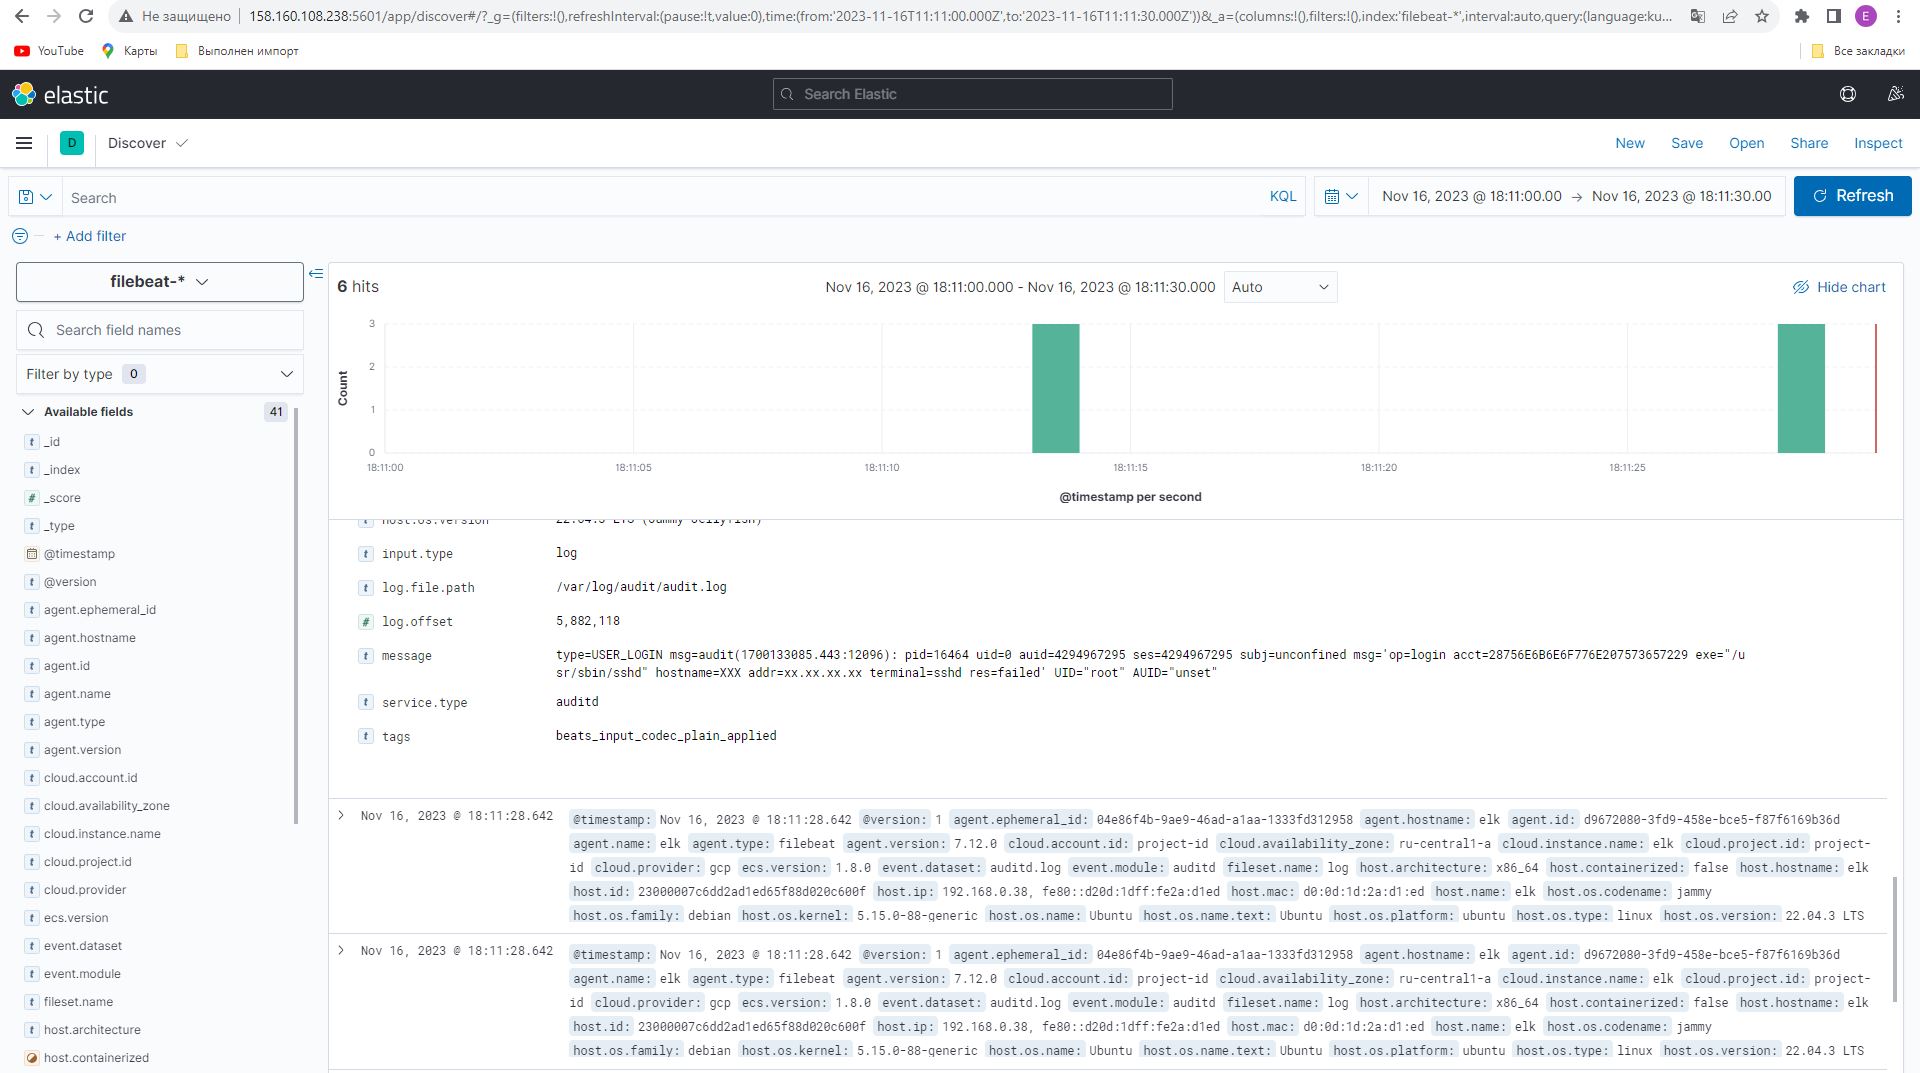 Не защищено 158.160.108.238:5601/app/discover#/?_g=(filters:!(),refreshInterval:(pause:!t,value:0),time:(from:'2023-11-16T11:11:00.000Z',to:'2023-11-16T11:11:30.000Z'))&_a=(columns:!(),filters:!(),index:'filebeat-*',interval:auto,query:(language:ku... E
YouTube Карты Выполнен импорт Все закладки
elastic Search Elastic
D Discover New Save Open Share Inspect
Search KQL Nov 16, 2023 @ 18:11:00.00 → Nov 16, 2023 @ 18:11:30.00 Refresh
+ Add filter
filebeat-*
Search field names
Filter by type 0
Available fields 41
t _id
t _index
# _score
t _type
@timestamp
t @version
t agent.ephemeral_id
t agent.hostname
t agent.id
t agent.name
t agent.type
t agent.version
t cloud.account.id
t cloud.availability_zone
t cloud.instance.name
t cloud.project.id
t cloud.provider
t ecs.version
t event.dataset
t event.module
t fileset.name
t host.architecture
host.containerized
6 hits Nov 16, 2023 @ 18:11:00.000 - Nov 16, 2023 @ 18:11:30.000 Auto Hide chart
3
2
1
0
Count
18:11:00 18:11:05 18:11:10 18:11:15 18:11:20 18:11:25
@timestamp per second
t host.os.version 22.04.3 LTS (Jammy Jellyfish)
t input.type log
t log.file.path /var/log/audit/audit.log
# log.offset 5,882,118
t message type=USER_LOGIN msg=audit(1700133085.443:12096): pid=16464 uid=0 auid=4294967295 ses=4294967295 subj=unconfined msg='op=login acct=28756E6B6E6F776E207573657229 exe="/u
sr/sbin/sshd" hostname=XXX addr=xx.xx.xx.xx terminal=sshd res=failed' UID="root" AUID="unset"
t service.type auditd
t tags beats_input_codec_plain_applied
Nov 16, 2023 @ 18:11:28.642 @timestamp: Nov 16, 2023 @ 18:11:28.642 @version: 1 agent.ephemeral_id: 04e86f4b-9ae9-46ad-a1aa-1333fd312958 agent.hostname: elk agent.id: d9672080-3fd9-458e-bce5-f87f6169b36d
agent.name: elk agent.type: filebeat agent.version: 7.12.0 cloud.account.id: project-id cloud.availability_zone: ru-central1-a cloud.instance.name: elk cloud.project.id: project-
id cloud.provider: gcp ecs.version: 1.8.0 event.dataset: auditd.log event.module: auditd fileset.name: log host.architecture: x86_64 host.containerized: false host.hostname: elk
host.id: 23000007c6dd2ad1ed65f88d020c600f host.ip: 192.168.0.38, fe80::d20d:1dff:fe2a:d1ed host.mac: d0:0d:1d:2a:d1:ed host.name: elk host.os.codename: jammy
host.os.family: debian host.os.kernel: 5.15.0-88-generic host.os.name: Ubuntu host.os.name.text: Ubuntu host.os.platform: ubuntu host.os.type: linux host.os.version: 22.04.3 LTS
Nov 16, 2023 @ 18:11:28.642 @timestamp: Nov 16, 2023 @ 18:11:28.642 @version: 1 agent.ephemeral_id: 04e86f4b-9ae9-46ad-a1aa-1333fd312958 agent.hostname: elk agent.id: d9672080-3fd9-458e-bce5-f87f6169b36d
agent.name: elk agent.type: filebeat agent.version: 7.12.0 cloud.account.id: project-id cloud.availability_zone: ru-central1-a cloud.instance.name: elk cloud.project.id: project-
id cloud.provider: gcp ecs.version: 1.8.0 event.dataset: auditd.log event.module: auditd fileset.name: log host.architecture: x86_64 host.containerized: false host.hostname: elk
host.id: 23000007c6dd2ad1ed65f88d020c600f host.ip: 192.168.0.38, fe80::d20d:1dff:fe2a:d1ed host.mac: d0:0d:1d:2a:d1:ed host.name: elk host.os.codename: jammy
host.os.family: debian host.os.kernel: 5.15.0-88-generic host.os.name: Ubuntu host.os.name.text: Ubuntu host.os.platform: ubuntu host.os.type: linux host.os.version: 22.04.3 LTS